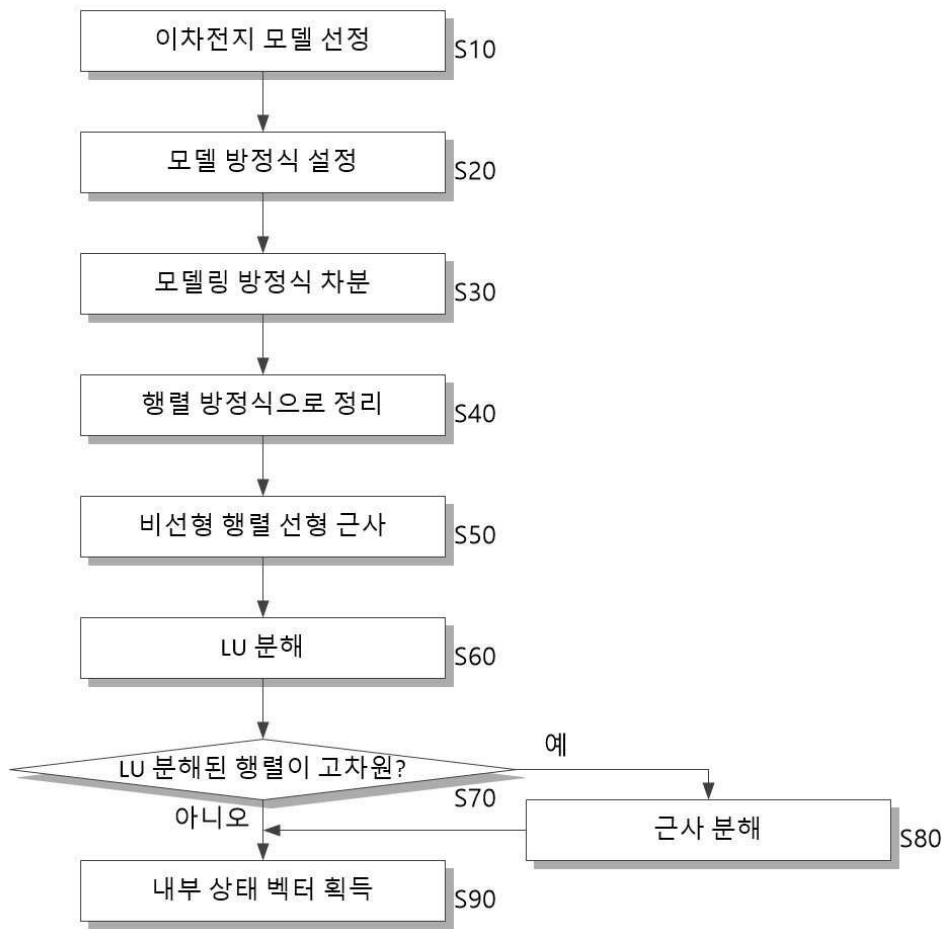 이차전지 모델 선정
S10
모델 방정식 설정
S20
모델링 방정식 차분
S30
행렬 방정식으로 정리
S40
비선형 행렬 선형 근사
S50
LU 분해
S60
LU 분해된 행렬이 고차원?
S70
예
아니오
근사 분해
S80
내부 상태 벡터 획득
S90